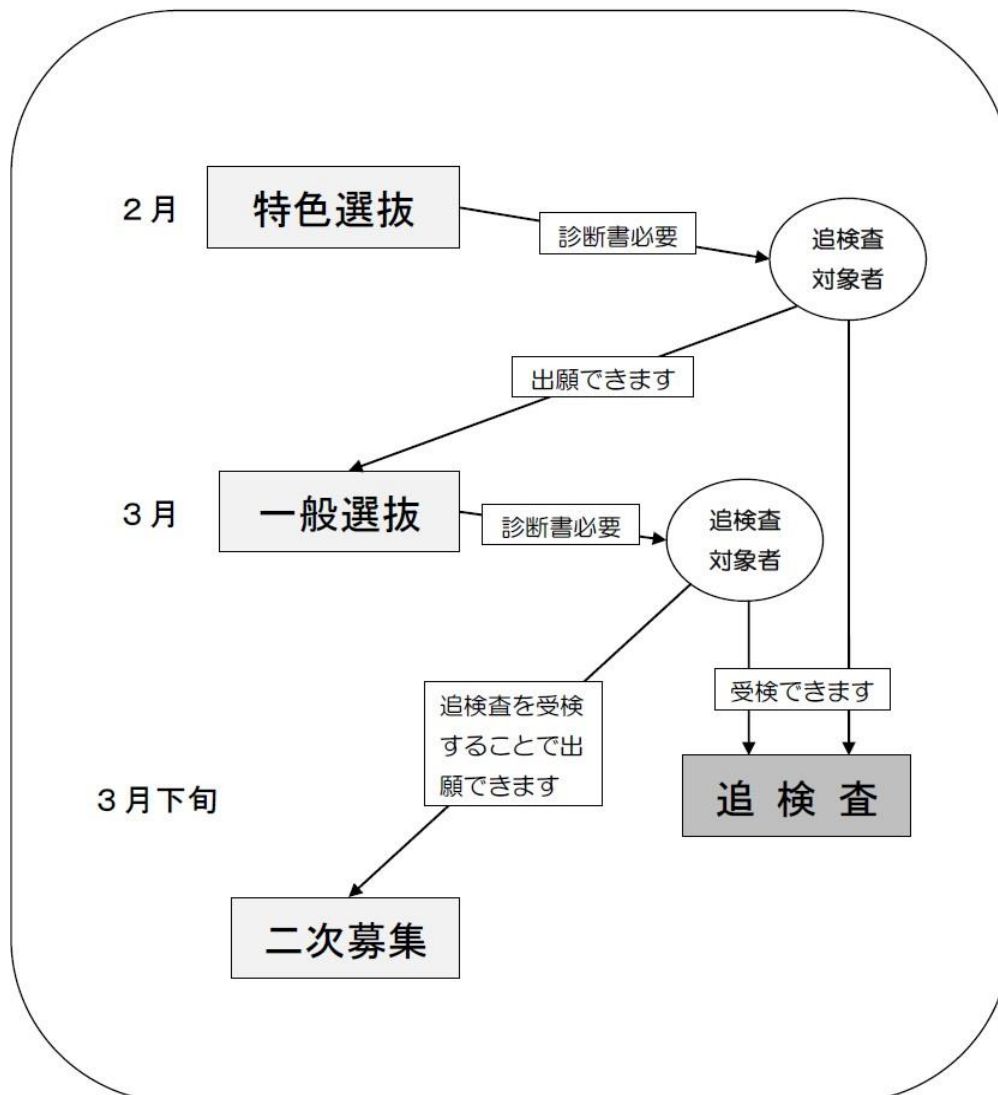 2月
特色選抜
診断書必要
追検査
対象者
出願できます
3月
一般選抜
診断書必要
追検査
対象者
受検できます
追検査を受検
することで出
願できます
3月下旬
追 検 査
二次募集